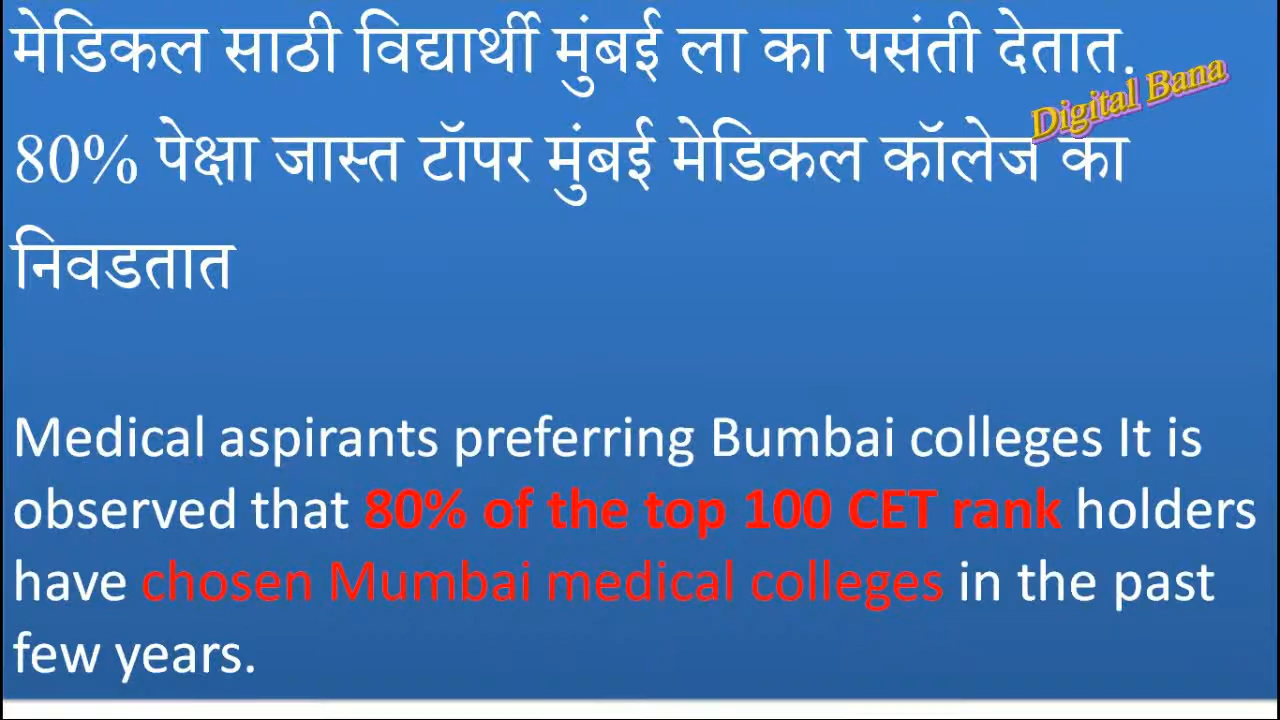 मेडिकल साठी विद्यार्थी मुंबई ला का पसंती देतात.
Digital Bana
80% पेक्षा जास्त टॉपर मुंबई मेडिकल कॉलेज का
निवडतात
Medical aspirants preferring Bumbai colleges It is
observed that 80% of the top 100 CET rank holders
have chosen Mumbai medical colleges in the past
few years.